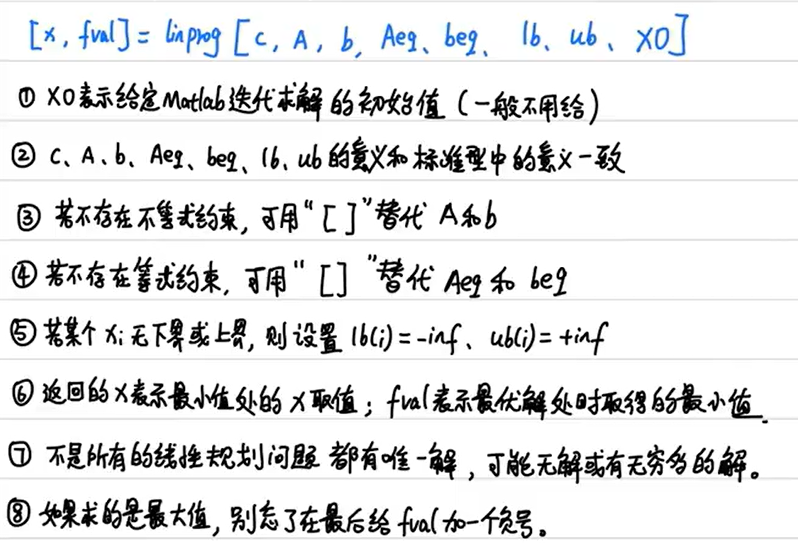 [x, fval] = linprog [c, A, b, Aeq、beq、lb、ub、X0]
① X0表示给定Matlab迭代求解的初始值（一般不用给）
② c、A、b、Aeq、beq、lb、ub的意义和标准型中的意义一致
③ 若不存在不等式约束，可用“[ ]”替代 A和b
④ 若不存在等式约束，可用“[ ]”替代 Aeq 和 beq
⑤ 若某个 xi 无下界或上界，则设置 lb(i)=-inf、ub(i)=+inf
⑥ 返回的x表示最小值处的x取值；fval表示最优解处时取得的最小值.
⑦ 不是所有的线性规划问题都有唯一解，可能无解或有无穷多的解。
⑧ 如果求的是最大值，别忘了在最后给fval加一个负号。